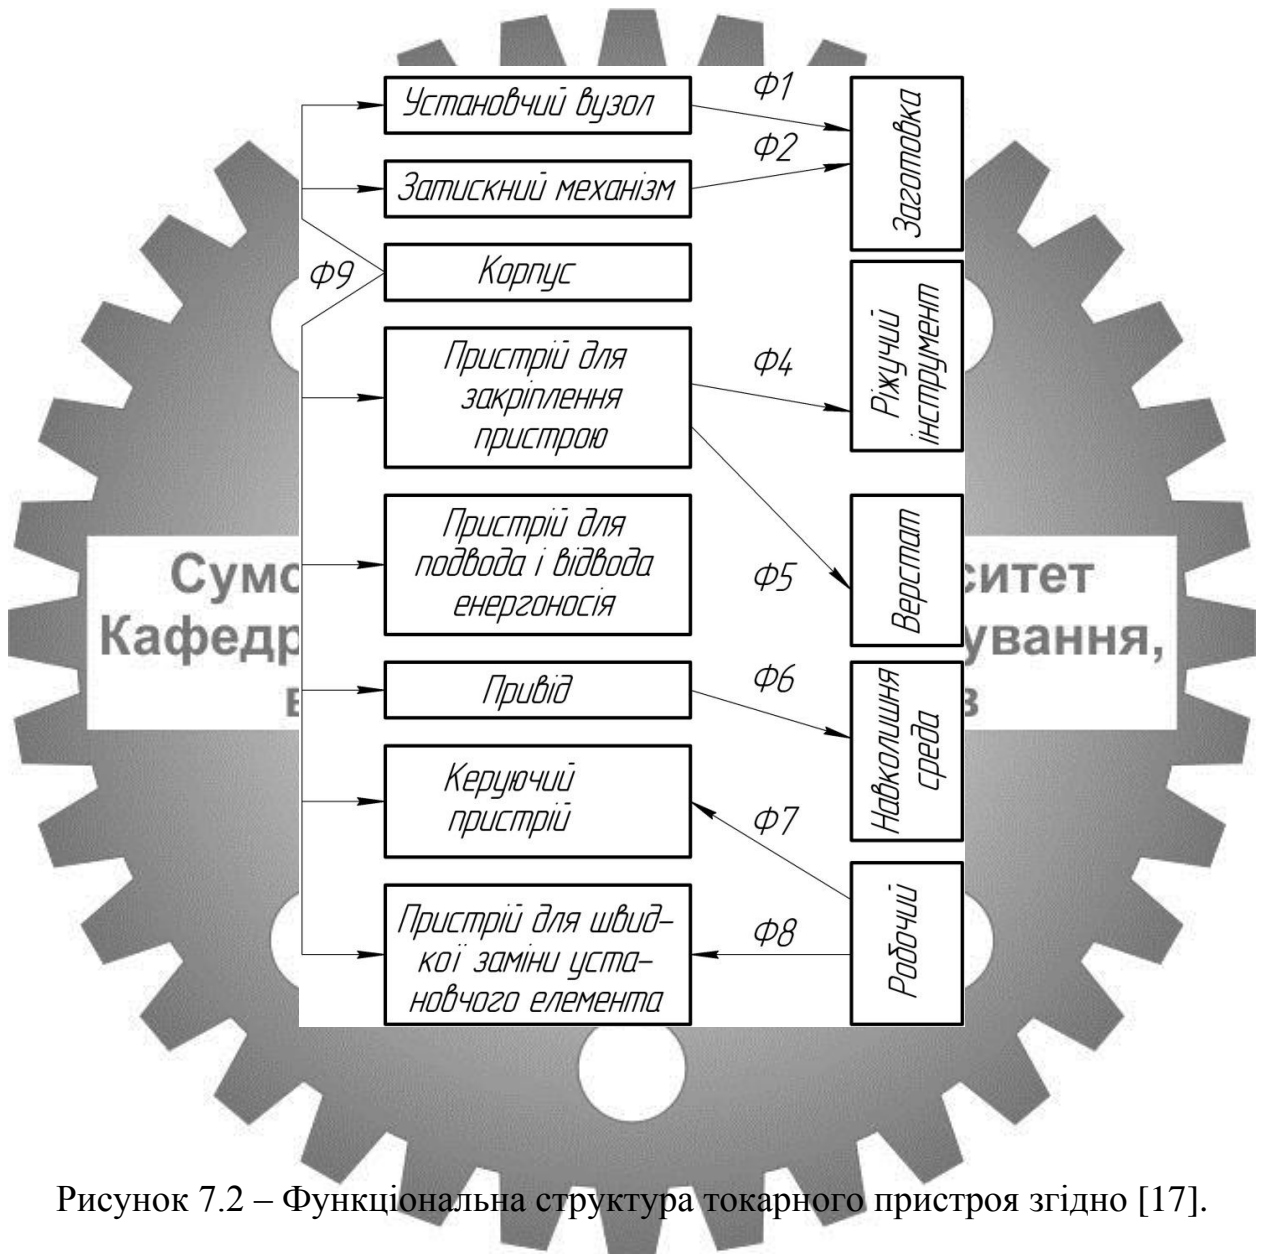 Установчий вузол
Ф1
Заготовка
Затискний механізм
Ф2
Корпус
Ф9
Пристрій для
закріплення
пристрою
Ф4
Ріжучий
інструмент
Пристрій для
подвода і відвода
енергоносія
Ф5
Верстат
Сумс
ситет
Кафедр
ування,
в
в
Привід
Ф6
Навколишня
среда
Керуючий
пристрій
Ф7
Робочий
Пристрій для швид-
кої заміни уста-
новчого елемента
Ф8
Рисунок 7.2 – Функціональна структура токарного пристроя згідно [17].